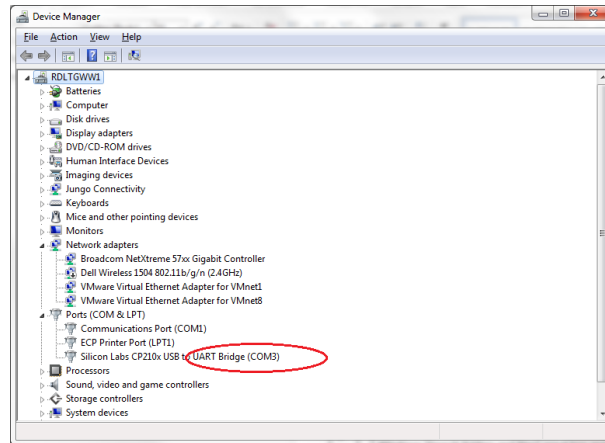 Device Manager
File Action View Help
RDLTGWW1
Batteries
Computer
Disk drives
Display adapters
DVD/CD-ROM drives
Human Interface Devices
Imaging devices
Jungo Connectivity
Keyboards
Mice and other pointing devices
Monitors
Network adapters
Broadcom NetXtreme 57xx Gigabit Controller
Dell Wireless 1504 802.11b/g/n (2.4GHz)
VMware Virtual Ethernet Adapter for VMnet1
VMware Virtual Ethernet Adapter for VMnet8
Ports (COM & LPT)
Communications Port (COM1)
ECP Printer Port (LPT1)
Silicon Labs CP210x USB to UART Bridge (COM3)
Processors
Sound, video and game controllers
Storage controllers
System devices